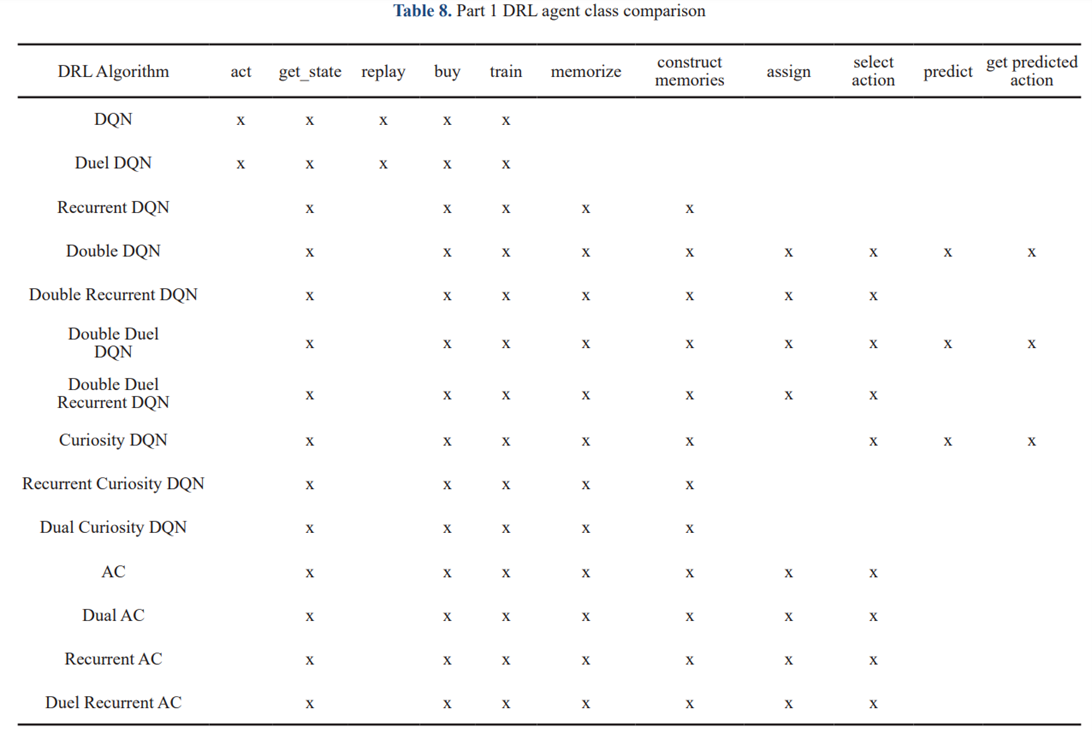 Table 8. Part 1 DRL agent class comparison
DRL Algorithm act get_state replay buy train memorize construct memories assign select action predict get predicted action
DQN x x x x x
Duel DQN x x x x x
Recurrent DQN x x x x x
Double DQN x x x x x x x x x
Double Recurrent DQN x x x x x x x
Double Duel
DQN x x x x x x x x x
Double Duel
Recurrent DQN x x x x x x x
Curiosity DQN x x x x x x x x
Recurrent Curiosity DQN x x x x x
Dual Curiosity DQN x x x x x
AC x x x x x x x
Dual AC x x x x x x x
Recurrent AC x x x x x x x
Duel Recurrent AC x x x x x x x